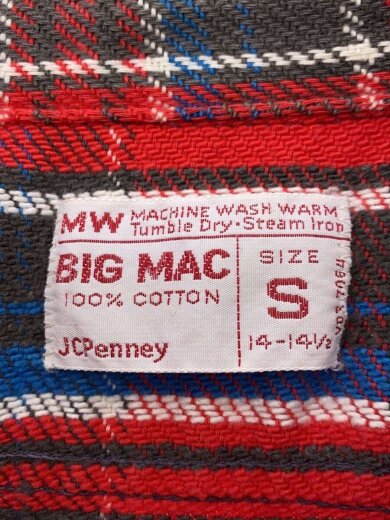 MW MACHINE WASH WARM
Tumble Dry·Steam Iron
BIG MAC
100% COTTON
JCPenney
SIZE
S
14-14½